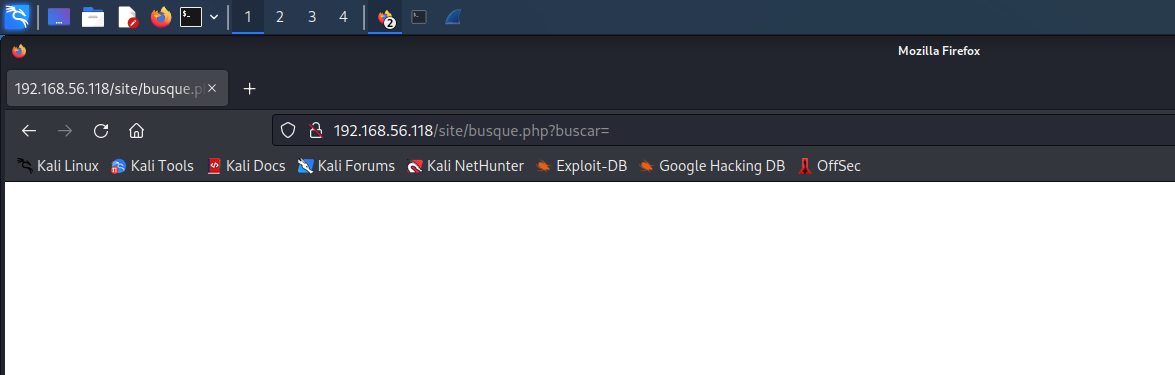 1 2 3 4 2
Mozilla Firefox
192.168.56.118/site/busque.p
192.168.56.118/site/busque.php?buscar=
Kali Linux Kali Tools Kali Docs Kali Forums Kali NetHunter Exploit-DB Google Hacking DB OffSec